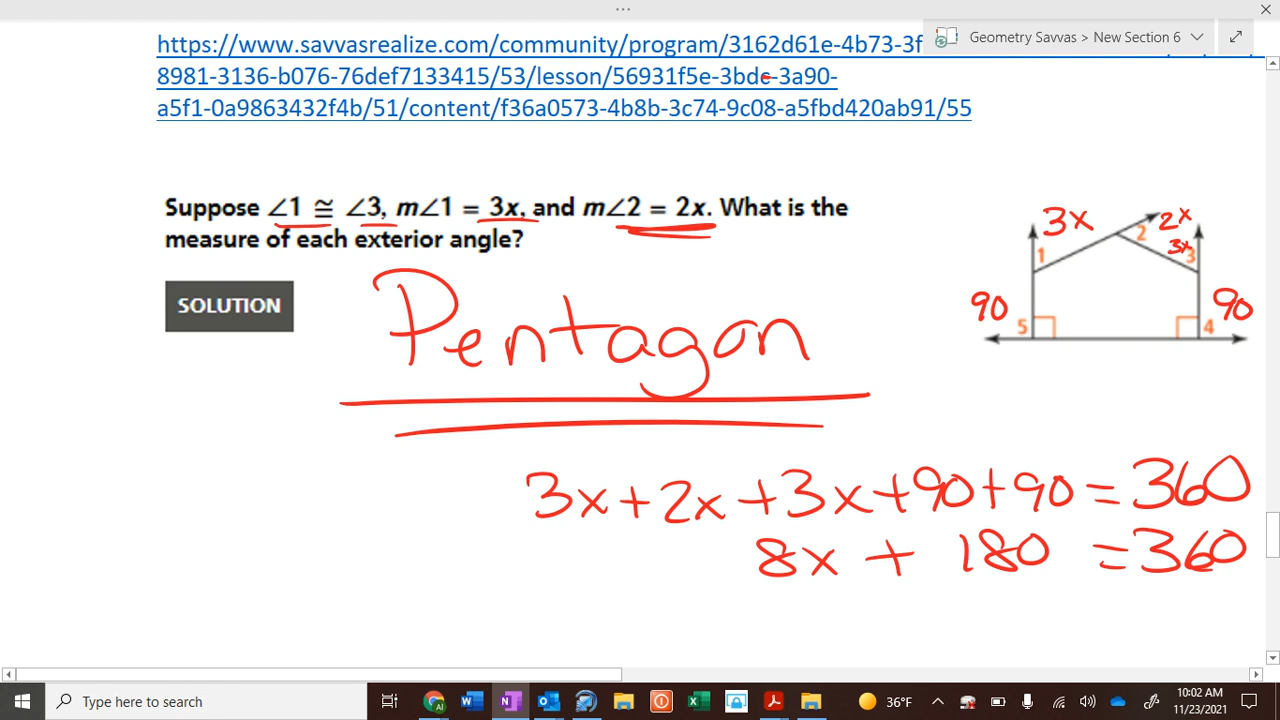 ...
Geometry Savvas > New Section 6
https://www.savvasrealize.com/community/program/3162d61e-4b73-3f
8981-3136-b076-76def7133415/53/lesson/56931f5e-3bde-3a90-
a5f1-0a9863432f4b/51/content/f36a0573-4b8b-3c74-9c08-a5fbd420ab91/55
Suppose ∠1 ≅ ∠3, m∠1 = 3x, and m∠2 = 2x. What is the
measure of each exterior angle?
3x 2x
2
1 3x 3
90 90
5 4
SOLUTION
Pentagon
3x + 2x + 3x + 90 + 90 = 360
8x + 180 = 360
Type here to search
36°F
10:02 AM
11/23/2021